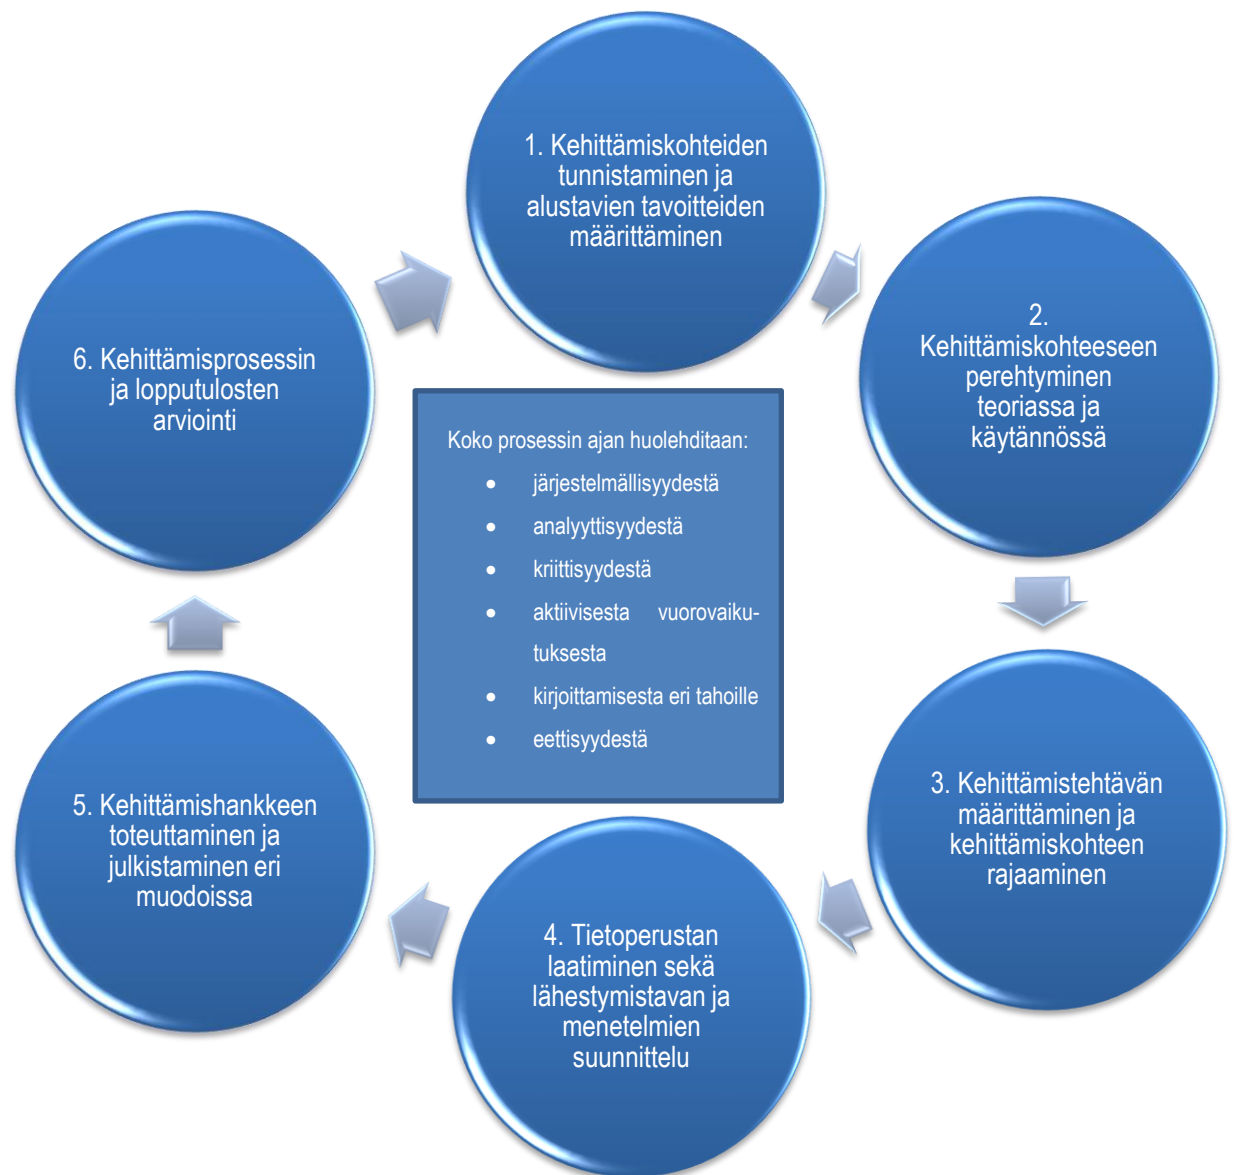 1. Kehittämiskohteiden
tunnistaminen ja
alustavien tavoitteiden
määrittäminen
2.
Kehittämiskohteeseen
perehtyminen
teoriassa ja
käytännössä
3. Kehittämistehtävän
määrittäminen ja
kehittämiskohteen
rajaaminen
4. Tietoperustan
laatiminen sekä
lähestymistavan ja
menetelmien
suunnittelu
5. Kehittämishankkeen
toteuttaminen ja
julkistaminen eri
muodoissa
6. Kehittämisprosessin
ja lopputulosten
arviointi
Koko prosessin ajan huolehditaan:
• järjestelmällisyydestä
• analyyttisyydestä
• kriittisyydestä
• aktiivisesta vuorovaiku-
tuksesta
• kirjoittamisesta eri tahoille
• eettisyydestä